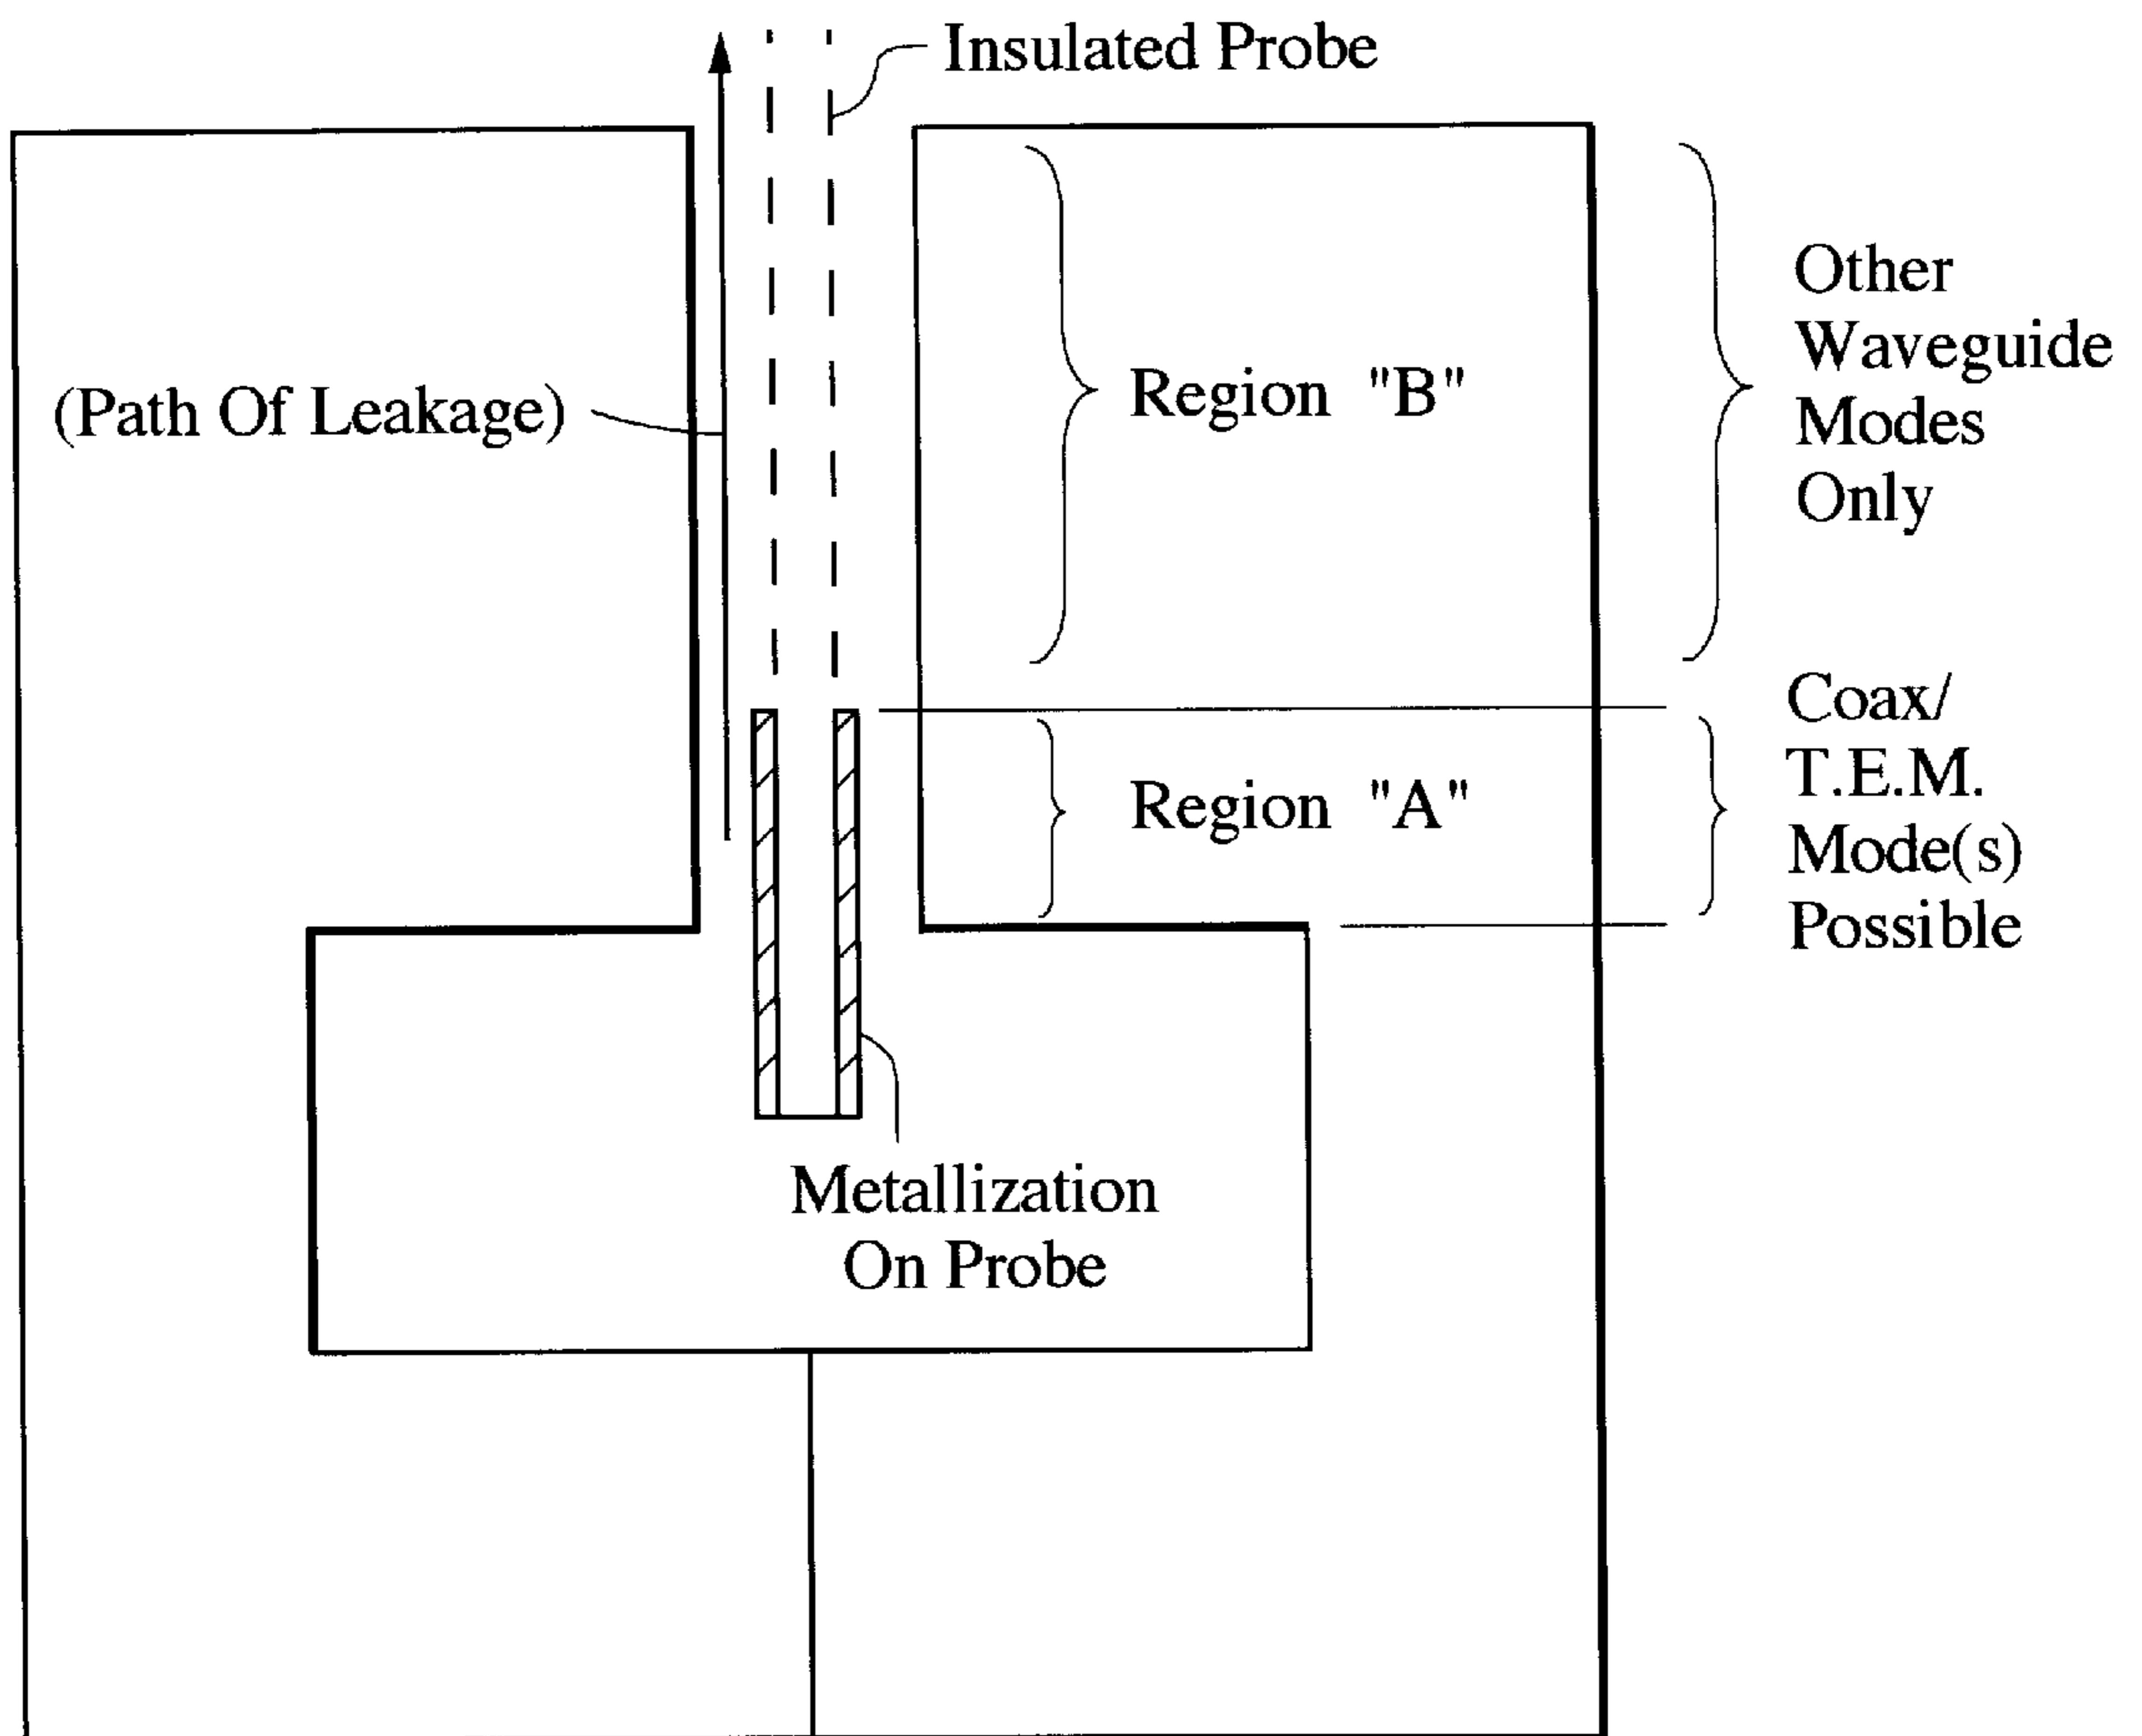 Insulated Probe
(Path Of Leakage)
Region "B"
Other
Waveguide
Modes
Only
Region "A"
Coax/
T.E.M.
Mode(s)
Possible
Metallization
On Probe